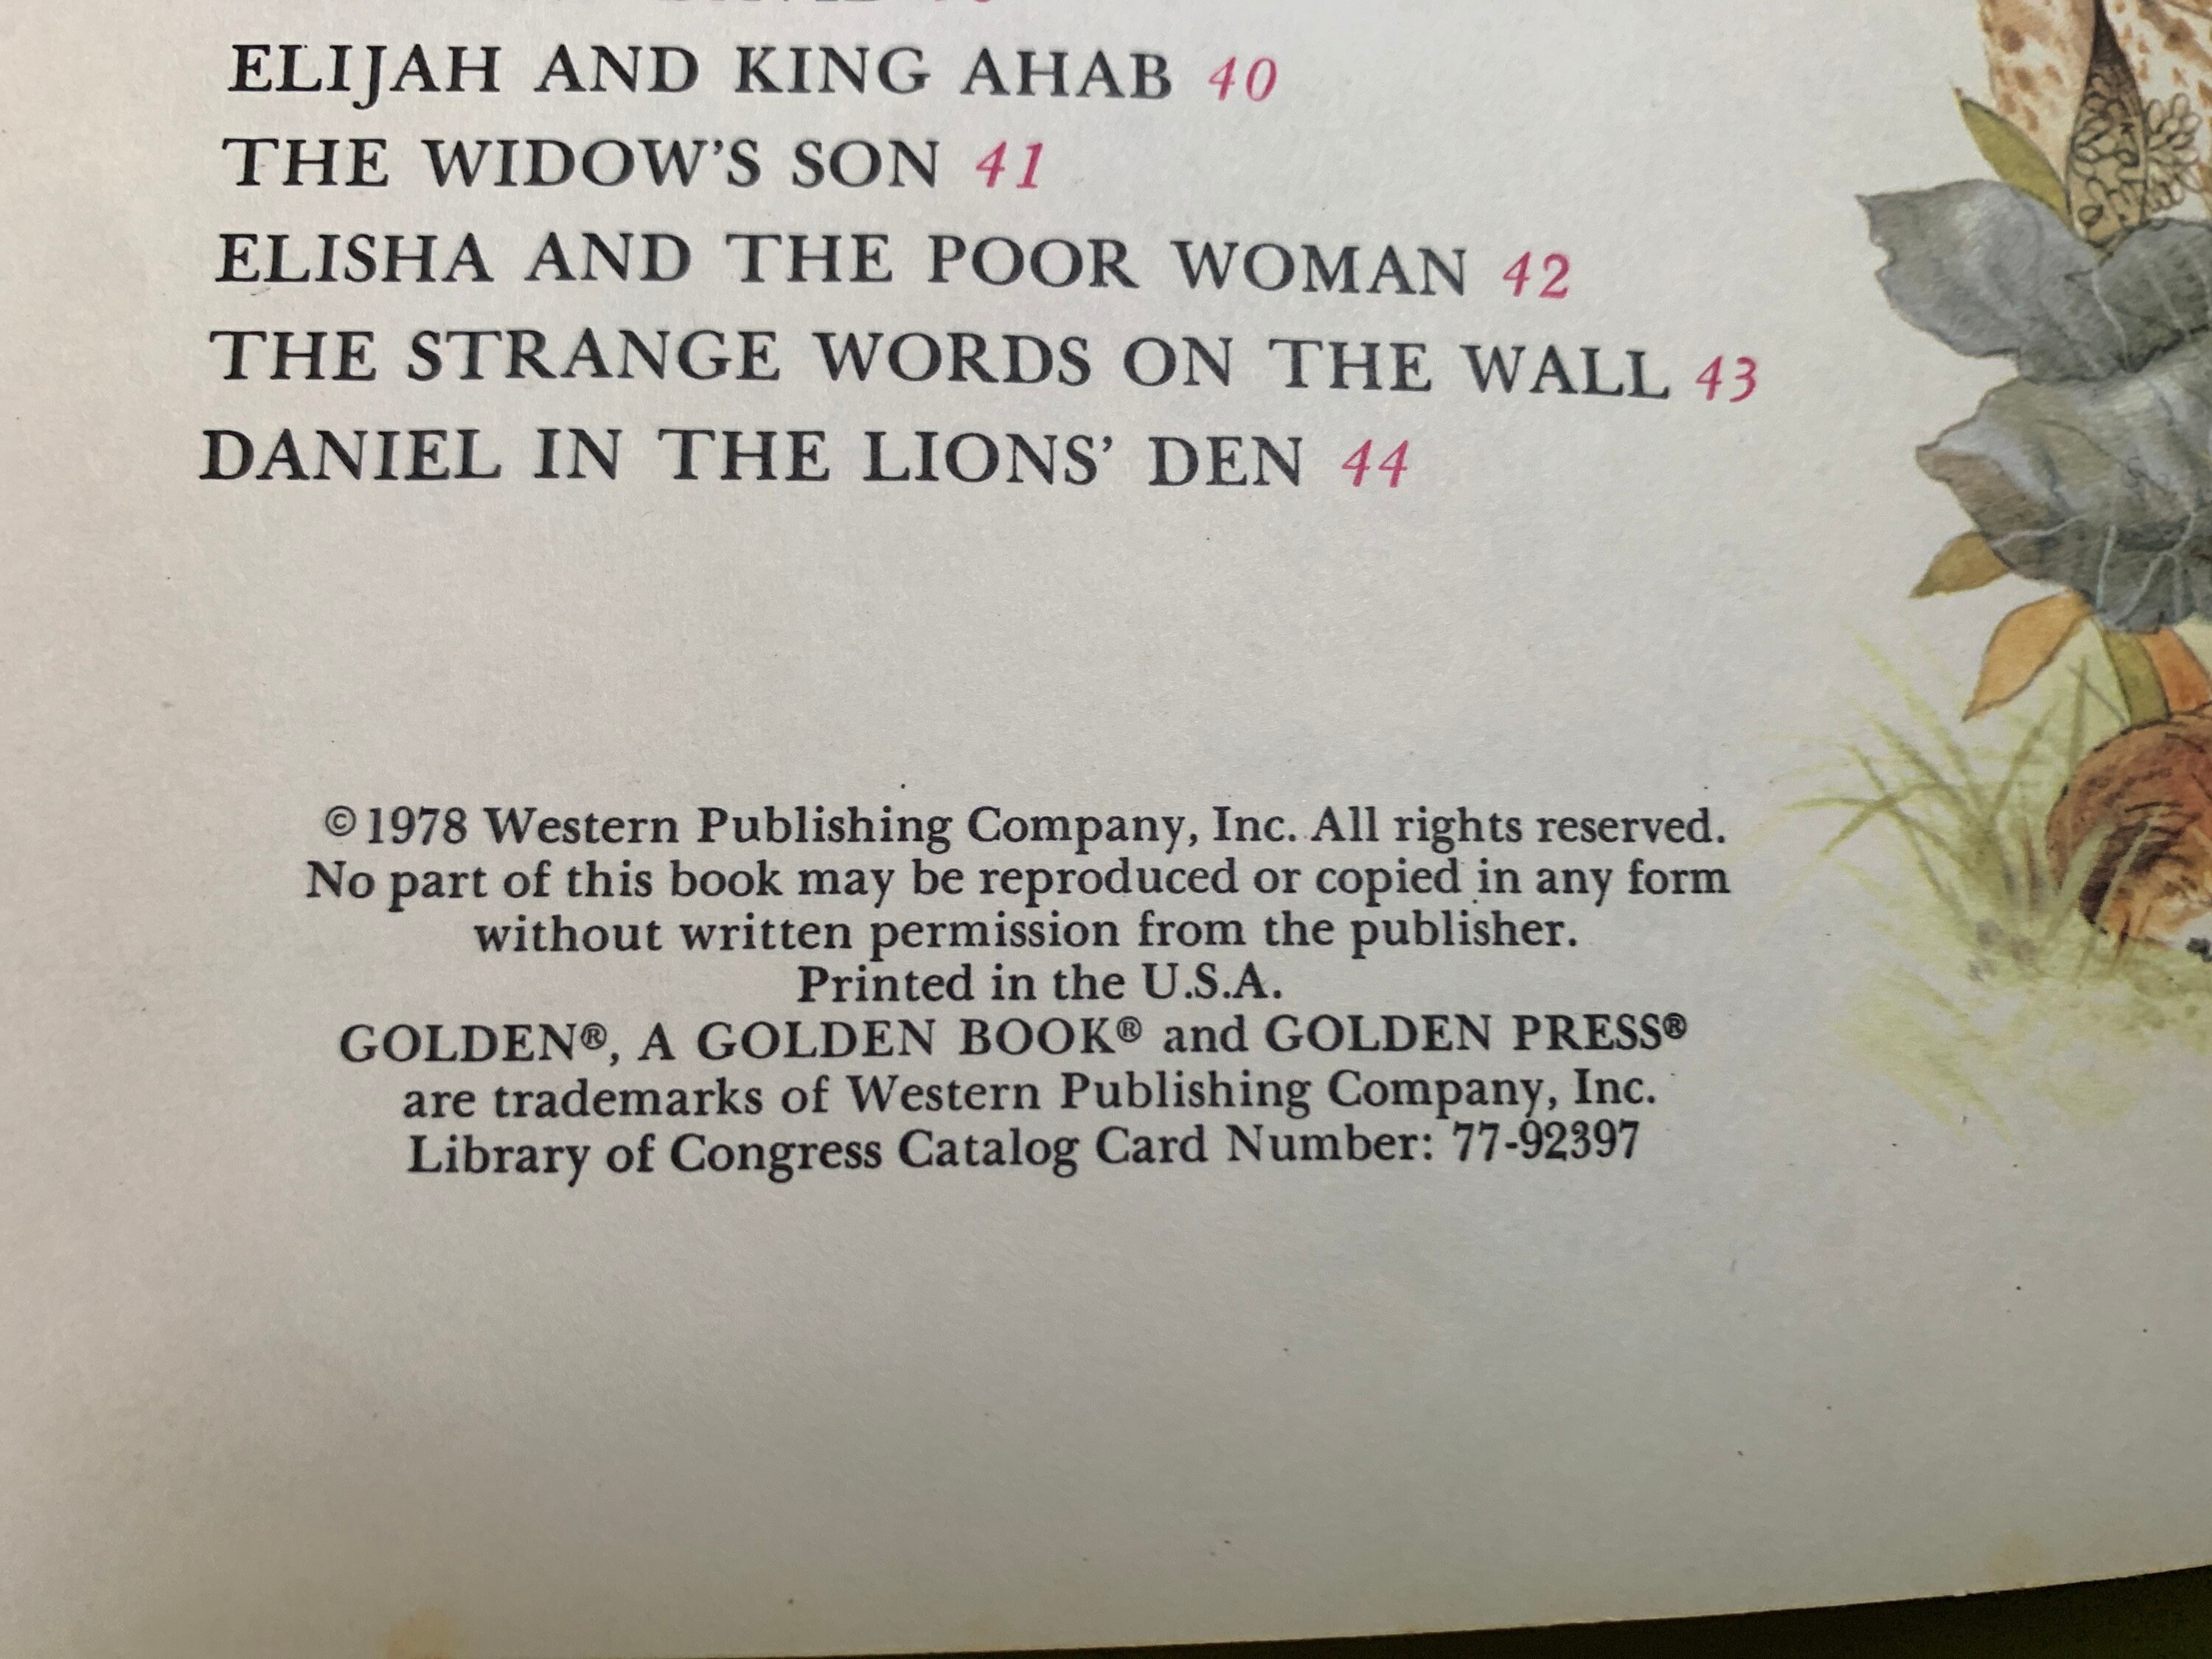 ELIJAH AND KING AHAB 40
THE WIDOW'S SON 41
ELISHA AND THE POOR WOMAN 42
THE STRANGE WORDS ON THE WALL 43
DANIEL IN THE LIONS' DEN 44
©1978 Western Publishing Company, Inc. All rights reserved.
No part of this book may be reproduced or copied in any form
without written permission from the publisher.
Printed in the U.S.A.
GOLDEN®, A GOLDEN BOOK® and GOLDEN PRESS®
are trademarks of Western Publishing Company, Inc.
Library of Congress Catalog Card Number: 77-92397